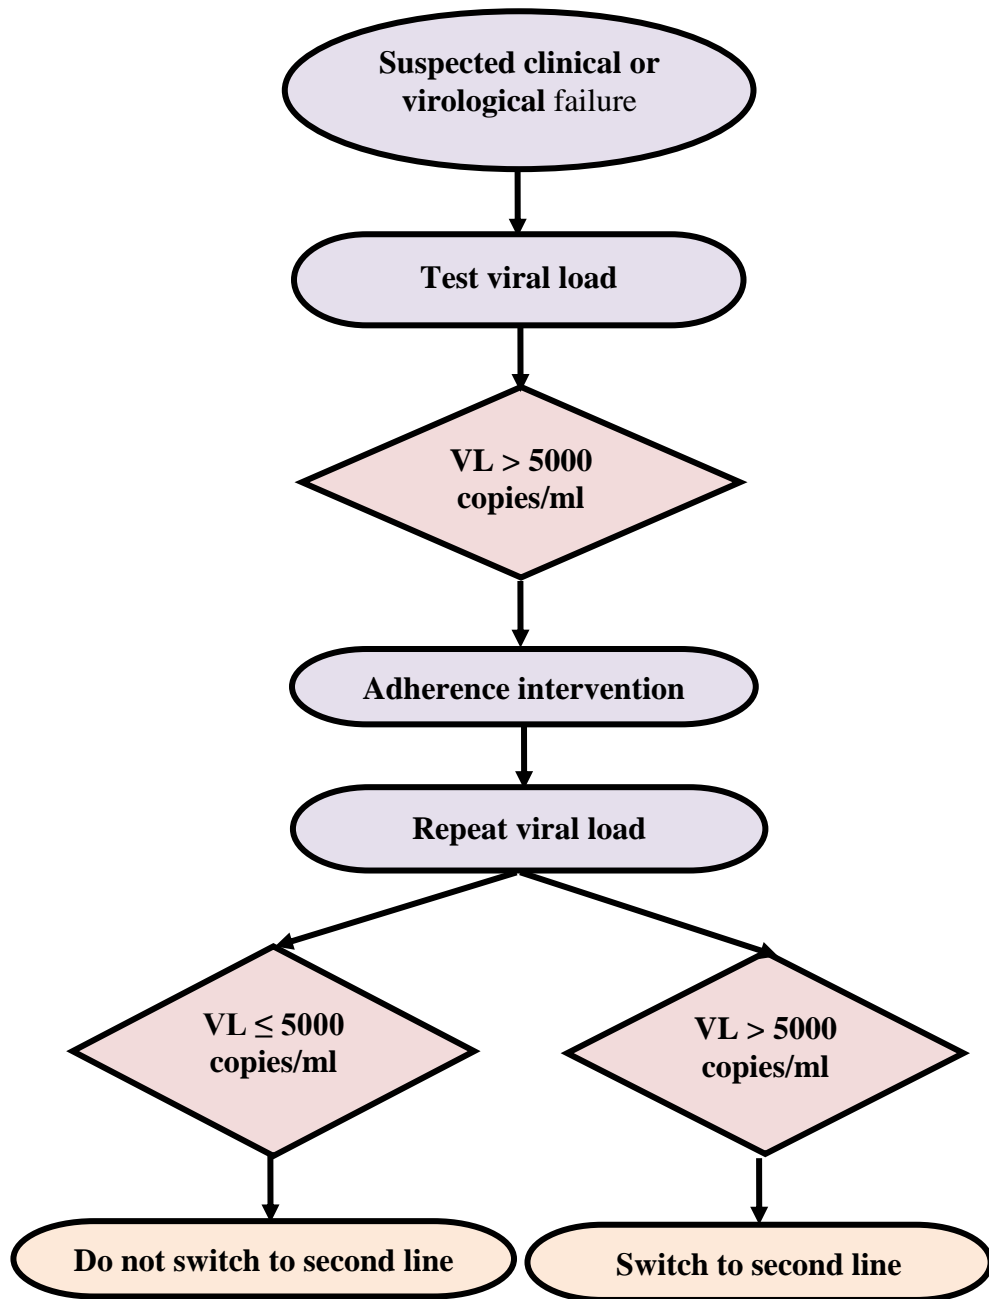 Suspected clinical or
virological failure
Test viral load
VL > 5000
copies/ml
Adherence intervention
Repeat viral load
VL ≤ 5000
copies/ml
VL > 5000
copies/ml
Do not switch to second line
Switch to second line